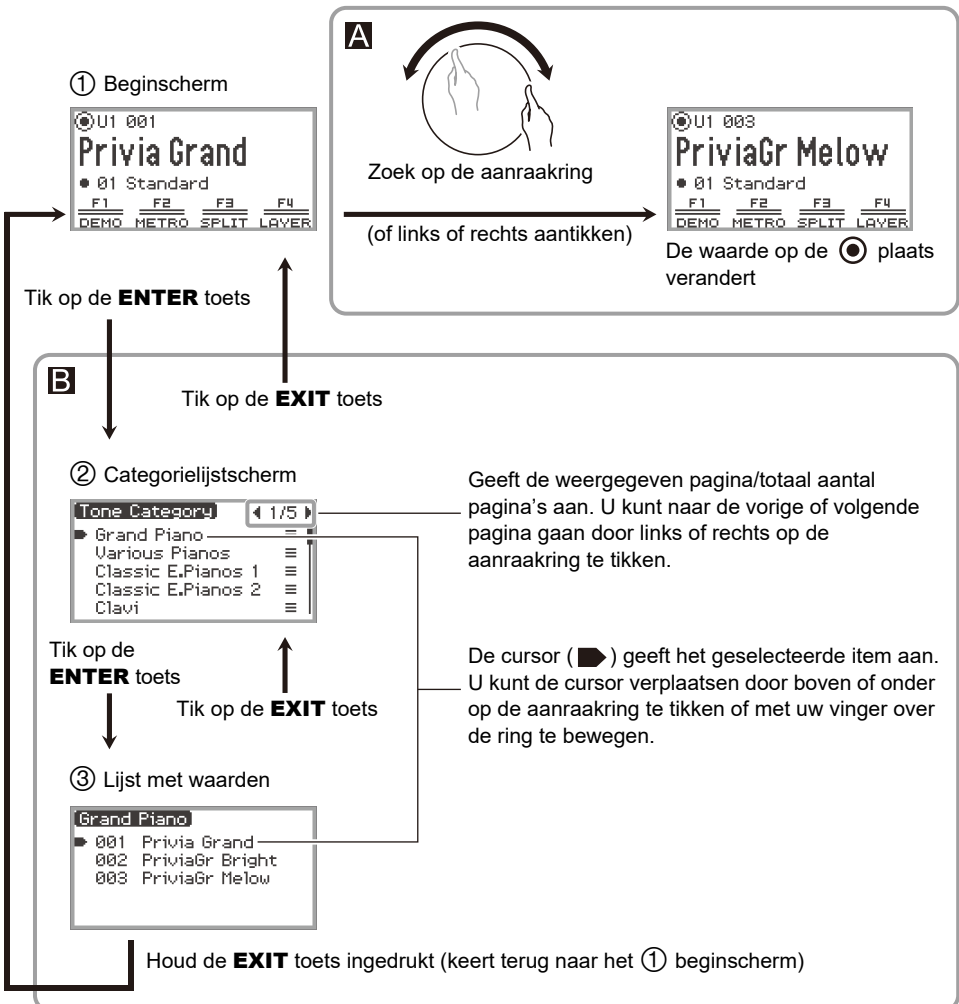 A
① Beginscherm
U1 001
Privia Grand
01 Standard
F1 F2 F3 F4
DEMO METRO SPLIT LAYER
Zoek op de aanraakring
(of links of rechts aantikken)
U1 003
PriviaGr Melow
01 Standard
F1 F2 F3 F4
DEMO METRO SPLIT LAYER
De waarde op de ◉ plaats
verandert
Tik op de ENTER toets
B
Tik op de EXIT toets
② Categorielijstscherm
Tone Category 1/5
Grand Piano
Various Pianos
Classic E.Pianos 1
Classic E.Pianos 2
Clavi
Geeft de weergegeven pagina/totaal aantal
pagina's aan. U kunt naar de vorige of volgende
pagina gaan door links of rechts op de
aanraakring te tikken.
Tik op de
ENTER toets
Tik op de EXIT toets
De cursor ( ) geeft het geselecteerde item aan.
U kunt de cursor verplaatsen door boven of onder
op de aanraakring te tikken of met uw vinger over
de ring te bewegen.
③ Lijst met waarden
Grand Piano
001 Privia Grand
002 PriviaGr Bright
003 PriviaGr Melow
Houd de EXIT toets ingedrukt (keert terug naar het ① beginscherm)